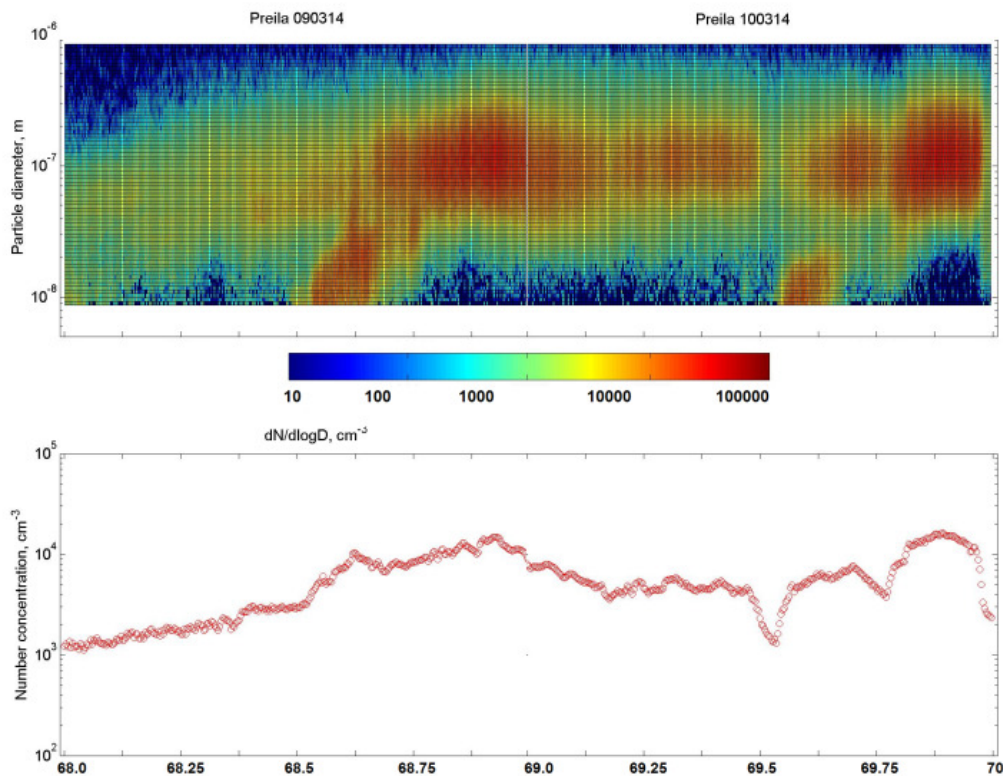 Preila 090314 Preila 100314
10-6
10-7
10-8
Particle diameter, m
10 100 1000 10000 100000
dN/dlogD, cm-3
105
104
103
102
Number concentration, cm-3
68.0 68.25 68.5 68.75 69.0 69.25 69.5 69.75 70